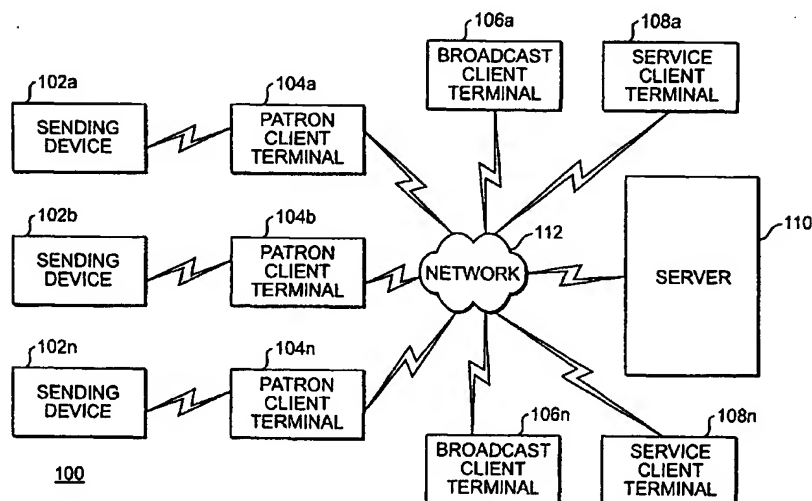 106a
108a
BROADCAST
CLIENT
TERMINAL
SERVICE
CLIENT
TERMINAL
102a
104a
SENDING
DEVICE
PATRON
CLIENT
TERMINAL
102b
104b
SENDING
DEVICE
PATRON
CLIENT
TERMINAL
112
NETWORK
110
SERVER
102n
104n
SENDING
DEVICE
PATRON
CLIENT
TERMINAL
106n
108n
BROADCAST
CLIENT
TERMINAL
SERVICE
CLIENT
TERMINAL
100